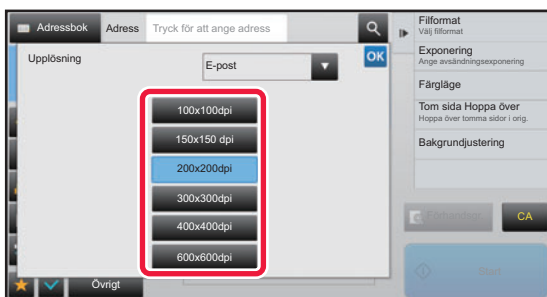 Adressbok
Adress
Tryck för att ange adress
Upplösning
E-post
OK
100x100dpi
150x150 dpi
200x200dpi
300x300dpi
400x400dpi
600x600dpi
Övrigt
Filformat
Välj filformat
Exponering
Ange avsändningsexponering
Färgläge
Tom sida Hoppa över
Hoppa över tomma sidor i orig.
Bakgrundjustering
CA
Start